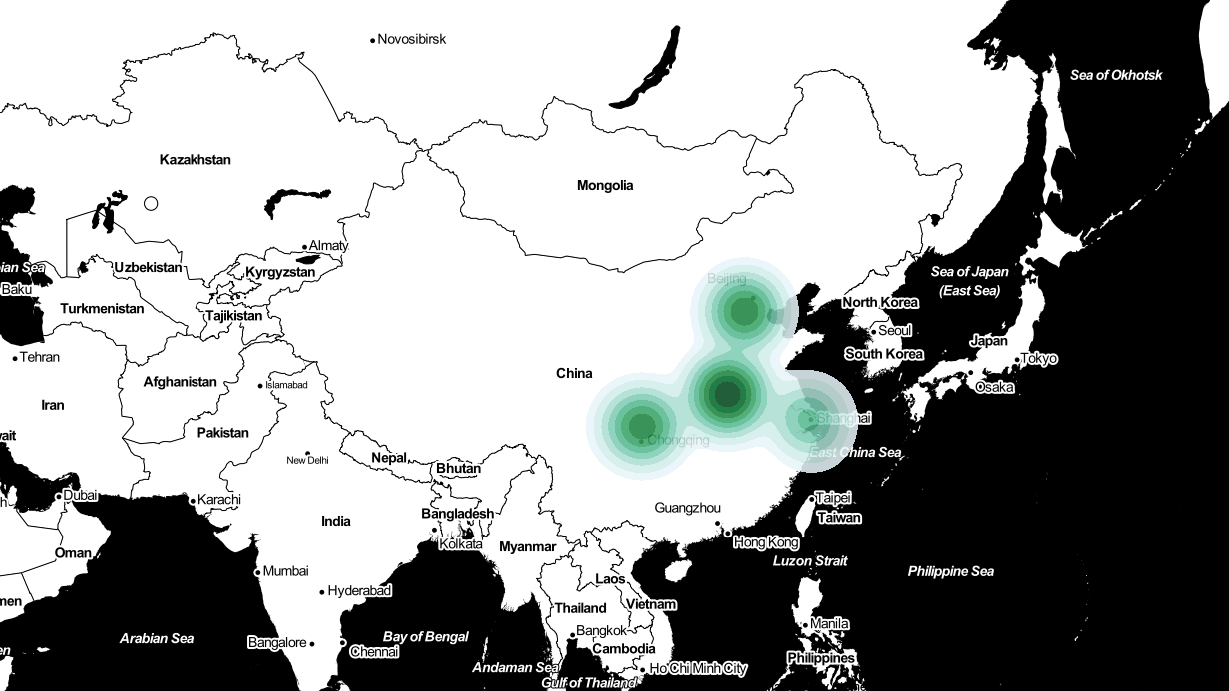 Novosibirsk
Sea of Okhotsk
Kazakhstan
Mongolia
Almaty
ian Sea
Uzbekistan
Kyrgyzstan
Beijing
Sea of Japan
(East Sea)
Baku
Turkmenistan
Tajikistan
North Korea
Seoul
Japan
South Korea
Tehran
Tokyo
China
Afghanistan
Islamabad
Osaka
Iran
Pakistan
Shanghai
wait
Chongqing
Nepal
New Delhi
Bhutan
East China Sea
Dubai
Karachi
Taipei
Guangzhou
Taiwan
Bangladesh
India
Kolkata
Hong Kong
Oman
Myanmar
Luzon Strait
Philippine Sea
Mumbai
Laos
Hyderabad
men
Thailand
Vietnam
Manila
Bangkok
Arabian Sea
Bay of Bengal
Bangalore
Chennai
Cambodia
en
Philippines
Andaman Sea
Ho Chi Minh City
Gulf of Thailand